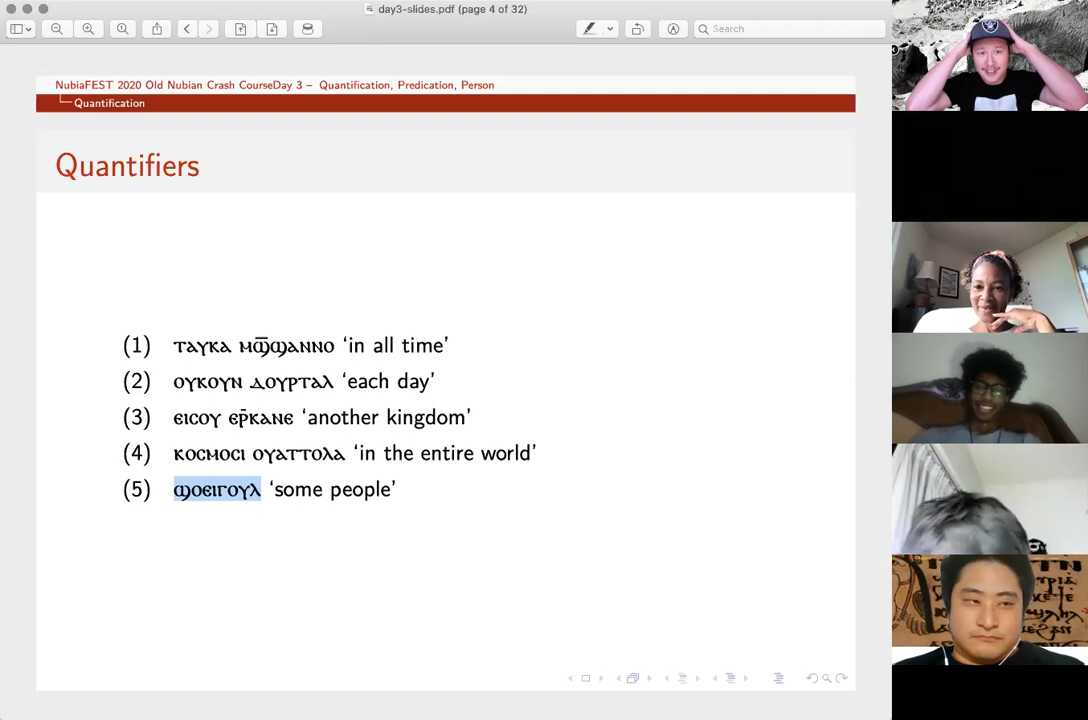 day3-slides.pdf (page 4 of 32)
Search
NubiaFEST 2020 Old Nubian Crash CourseDay 3 – Quantification, Predication, Person
Quantification
Quantifiers
(1) ⲧⲁⲩⲕⲁ ⲙϣ̄ϣⲁⲛⲛⲟ ‘in all time’
(2) ⲟⲩⲕⲟⲩⲛ ⲇⲟⲩⲣⲧⲁⲗ ‘each day’
(3) ⲉⲓⲥⲟⲩ ⲉⲣ̄ⲕⲁⲛⲉ ‘another kingdom’
(4) ⲕⲟⲥⲙⲟⲥⲓ ⲟⲩⲁⲧⲧⲟⲗⲁ ‘in the entire world’
(5) ϣⲟⲉⲓⲅⲟⲩⲗ ‘some people’